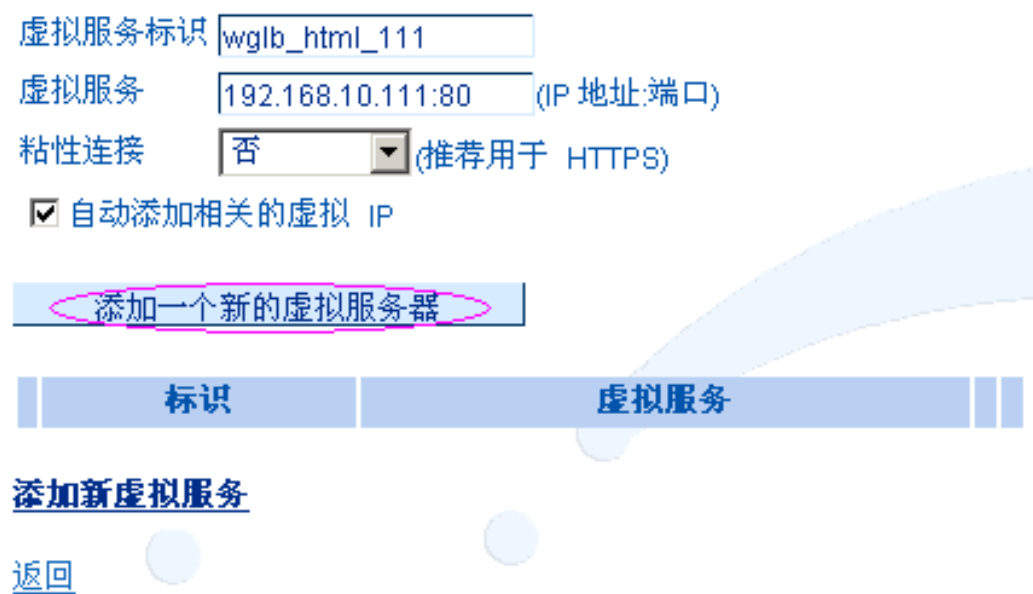 虚拟服务标识 wglb_html_111
虚拟服务 192.168.10.111:80 (IP 地址:端口)
粘性连接 否 (推荐用于 HTTPS)
自动添加相关的虚拟 IP
添加一个新的虚拟服务器
标识 虚拟服务
添加新虚拟服务
返回